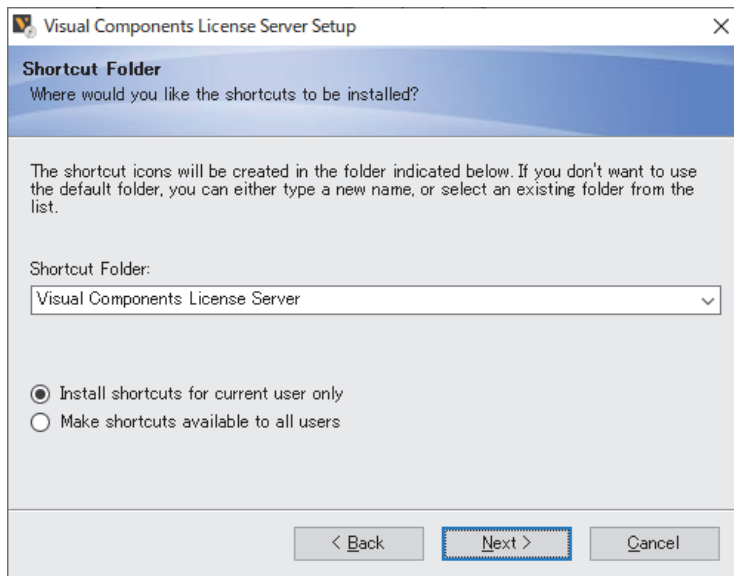 Visual Components License Server Setup
Shortcut Folder
Where would you like the shortcuts to be installed?
The shortcut icons will be created in the folder indicated below. If you don't want to use
the default folder, you can either type a new name, or select an existing folder from the
list.
Shortcut Folder:
Visual Components License Server
Install shortcuts for current user only
Make shortcuts available to all users
< Back
Next >
Cancel